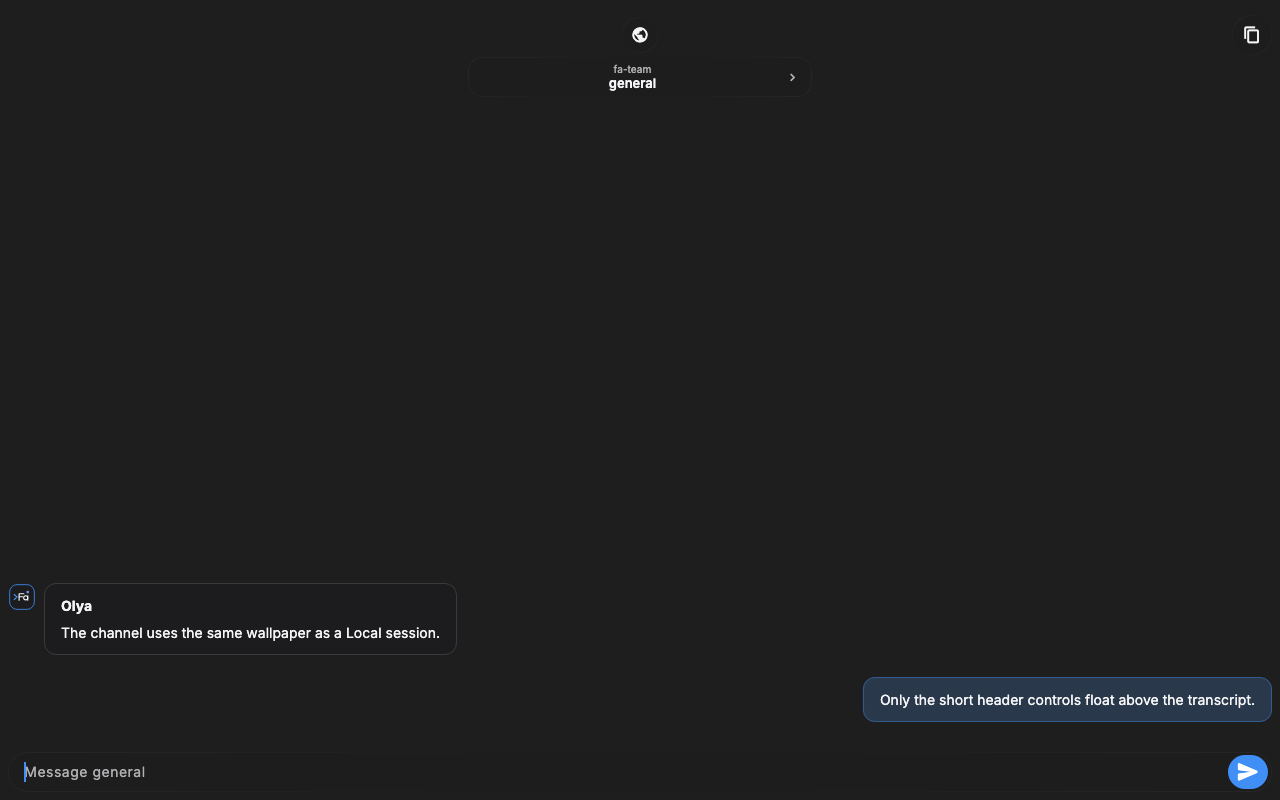 fa-team
general
>Fa
Olya
The channel uses the same wallpaper as a Local session.
Only the short header controls float above the transcript.
Message general